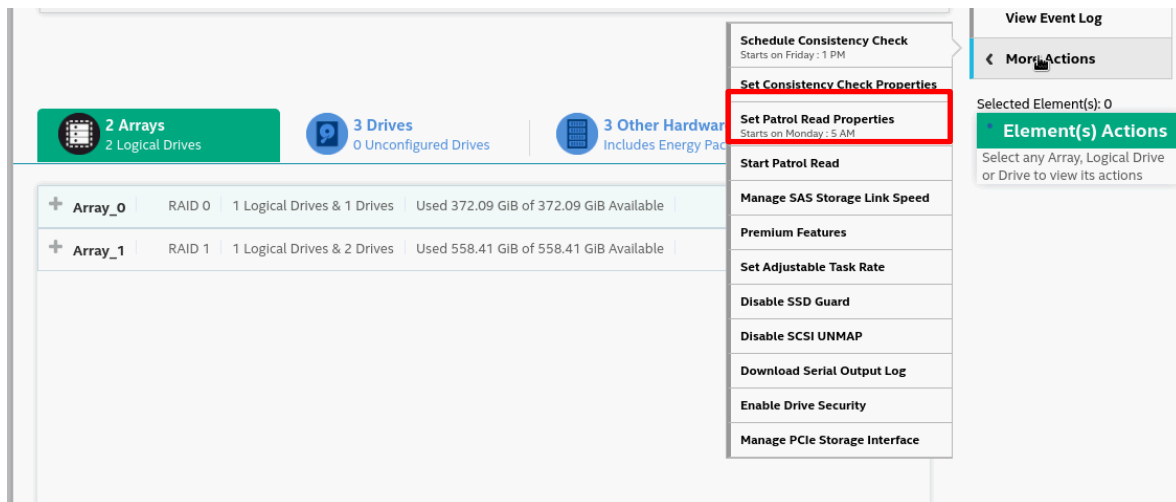 View Event Log
More Actions
Schedule Consistency Check
Starts on Friday : 1 PM
Set Consistency Check Properties
Set Patrol Read Properties
Starts on Monday : 5 AM
Start Patrol Read
Manage SAS Storage Link Speed
Premium Features
Set Adjustable Task Rate
Disable SSD Guard
Disable SCSI UNMAP
Download Serial Output Log
Enable Drive Security
Manage PCIe Storage Interface
Selected Element(s): 0
Element(s) Actions
Select any Array, Logical Drive
or Drive to view its actions
2 Arrays
2 Logical Drives
3 Drives
0 Unconfigured Drives
3 Other Hardwar
Includes Energy Pac
Array_0 RAID 0 1 Logical Drives & 1 Drives Used 372.09 GiB of 372.09 GiB Available
Array_1 RAID 1 1 Logical Drives & 2 Drives Used 558.41 GiB of 558.41 GiB Available